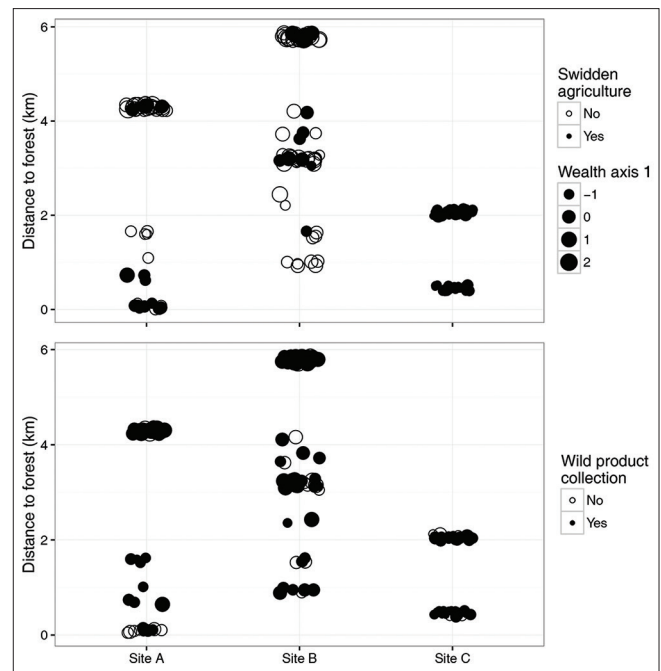 Distance to forest (km)
6
4
2
0
Swidden
agriculture
No
Yes
Wealth axis 1
−1
0
1
2
Distance to forest (km)
6
4
2
0
Wild product
collection
No
Yes
Site A Site B Site C